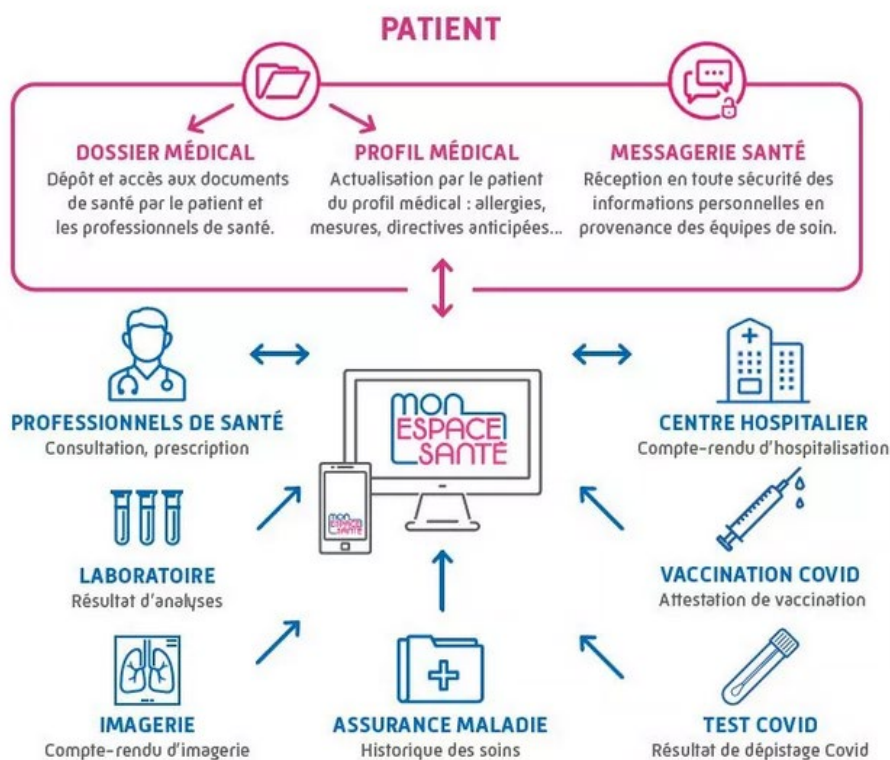 PATIENT
DOSSIER MÉDICAL
Dépôt et accès aux documents
de santé par le patient et
les professionnels de santé.
PROFIL MÉDICAL
Actualisation par le patient
du profil médical : allergies,
mesures, directives anticipées...
MESSAGERIE SANTÉ
Réception en toute sécurité des
informations personnelles en
provenance des équipes de soin.
PROFESSIONNELS DE SANTÉ
Consultation, prescription
mon
ESPACE
SANTÉ
mon
ESPACE
SANTÉ
CENTRE HOSPITALIER
Compte-rendu d'hospitalisation
LABORATOIRE
Résultat d'analyses
VACCINATION COVID
Attestation de vaccination
IMAGERIE
Compte-rendu d'imagerie
ASSURANCE MALADIE
Historique des soins
TEST COVID
Résultat de dépistage Covid